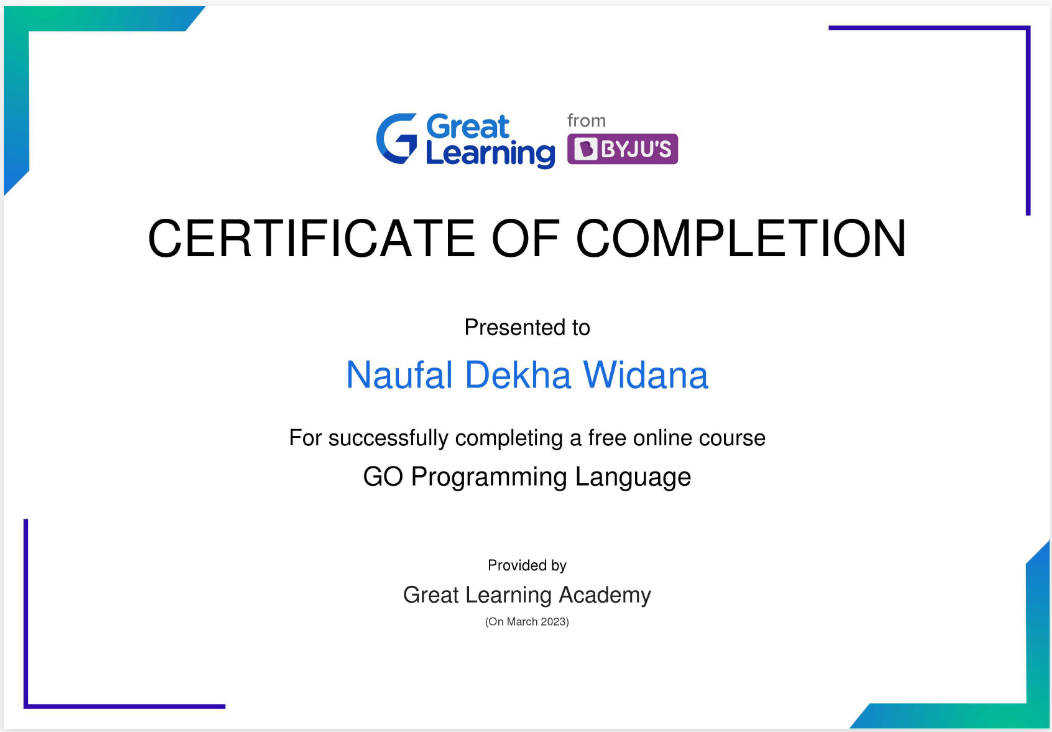 Great
Learning
from
BYJU'S
CERTIFICATE OF COMPLETION
Presented to
Naufal Dekha Widana
For successfully completing a free online course
GO Programming Language
Provided by
Great Learning Academy
(On March 2023)